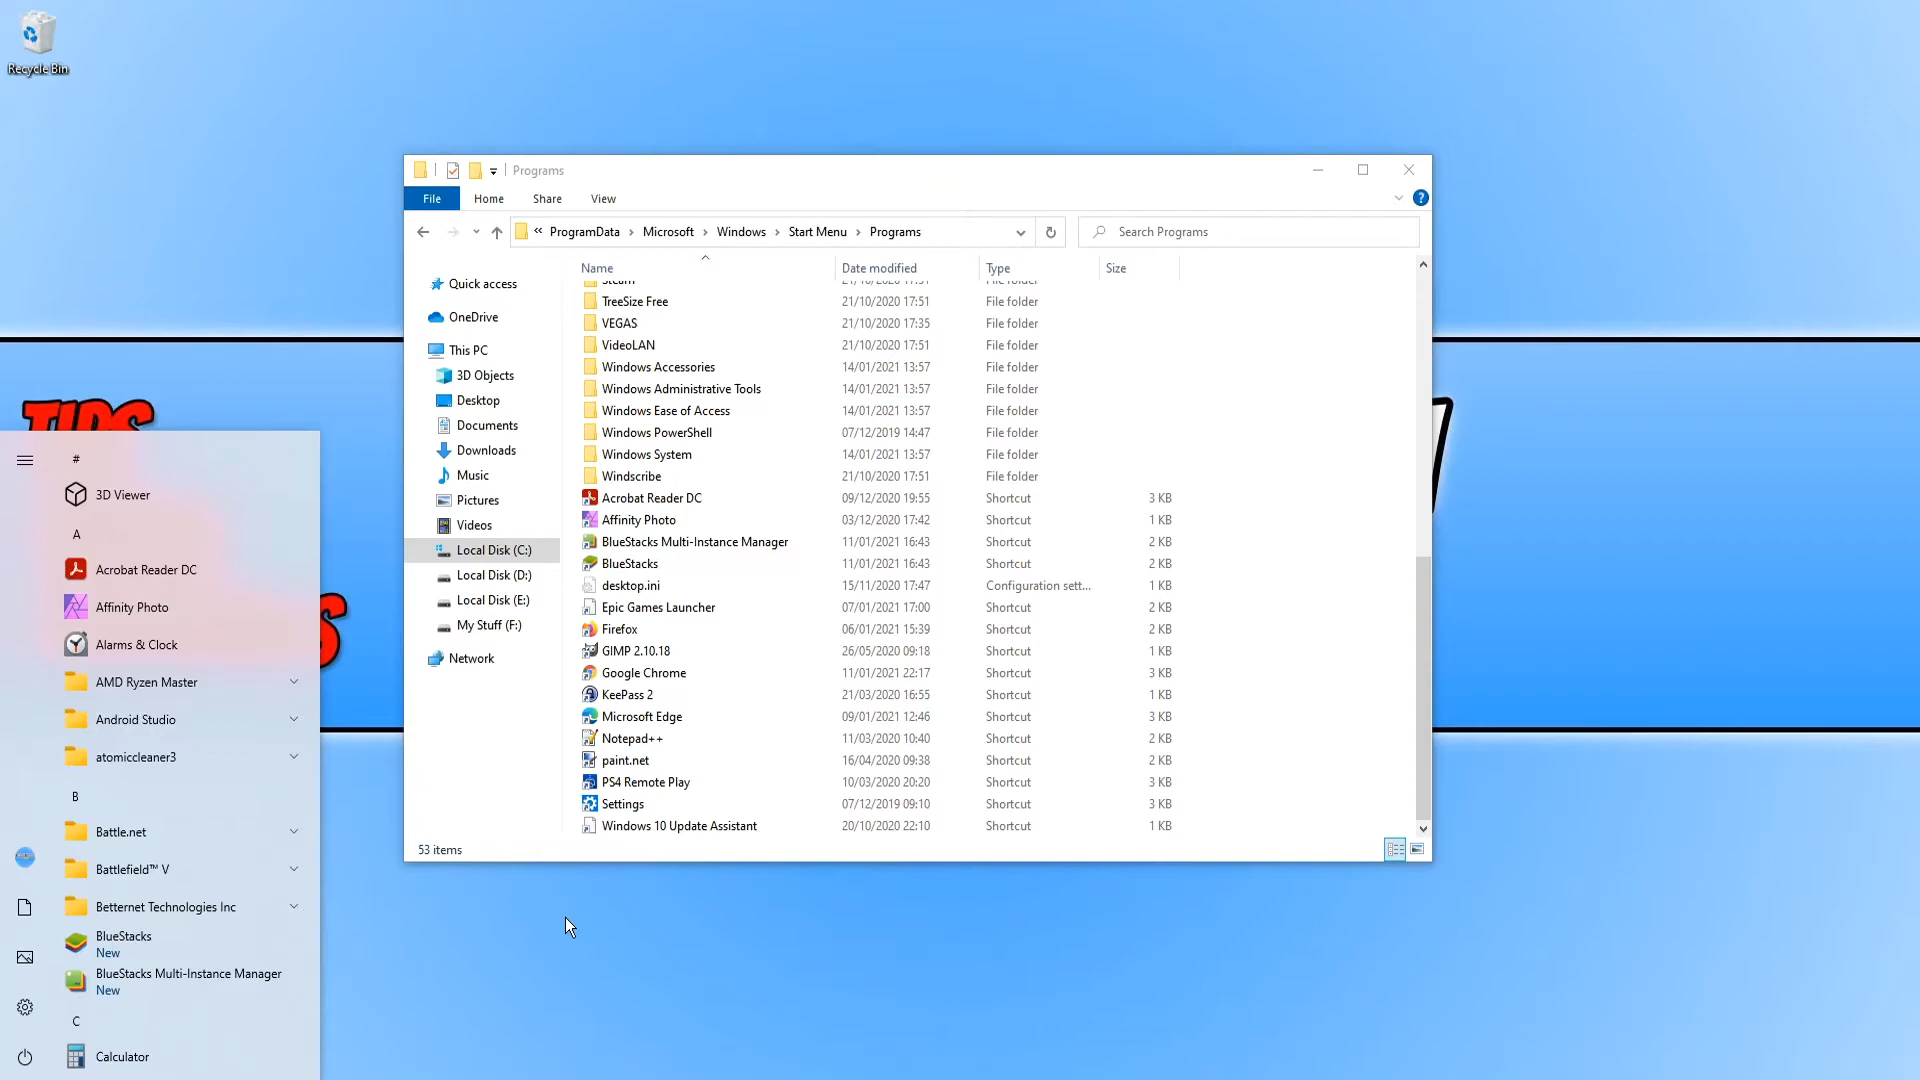 Recycle Bin
Programs
File Home Share View
« ProgramData › Microsoft › Windows › Start Menu › Programs
Search Programs
Name Date modified Type Size
Quick access
OneDrive
This PC
3D Objects
Desktop
Documents
Downloads
Music
Pictures
Videos
Local Disk (C:)
Local Disk (D:)
Local Disk (E:)
My Stuff (F:)
Network
Steam 21/10/2020 17:51 File folder
TreeSize Free 21/10/2020 17:51 File folder
VEGAS 21/10/2020 17:35 File folder
VideoLAN 21/10/2020 17:51 File folder
Windows Accessories 14/01/2021 13:57 File folder
Windows Administrative Tools 14/01/2021 13:57 File folder
Windows Ease of Access 14/01/2021 13:57 File folder
Windows PowerShell 07/12/2019 14:47 File folder
Windows System 14/01/2021 13:57 File folder
Windscribe 21/10/2020 17:51 File folder
Acrobat Reader DC 09/12/2020 19:55 Shortcut 3 KB
Affinity Photo 03/12/2020 17:42 Shortcut 1 KB
BlueStacks Multi-Instance Manager 11/01/2021 16:43 Shortcut 2 KB
BlueStacks 11/01/2021 16:43 Shortcut 2 KB
desktop.ini 15/11/2020 17:47 Configuration sett... 1 KB
Epic Games Launcher 07/01/2021 17:00 Shortcut 2 KB
Firefox 06/01/2021 15:39 Shortcut 2 KB
GIMP 2.10.18 26/05/2020 09:18 Shortcut 1 KB
Google Chrome 11/01/2021 22:17 Shortcut 3 KB
KeePass 2 21/03/2020 16:55 Shortcut 1 KB
Microsoft Edge 09/01/2021 12:46 Shortcut 3 KB
Notepad++ 11/03/2020 10:40 Shortcut 2 KB
paint.net 16/04/2020 09:38 Shortcut 2 KB
PS4 Remote Play 10/03/2020 20:20 Shortcut 3 KB
Settings 07/12/2019 09:10 Shortcut 3 KB
Windows 10 Update Assistant 20/10/2020 22:10 Shortcut 1 KB
53 items
TIPS
#
3D Viewer
A
Acrobat Reader DC
Affinity Photo
Alarms & Clock
AMD Ryzen Master
Android Studio
atomiccleaner3
B
Battle.net
Battlefield™ V
Betternet Technologies Inc
BlueStacks
New
BlueStacks Multi-Instance Manager
New
C
Calculator